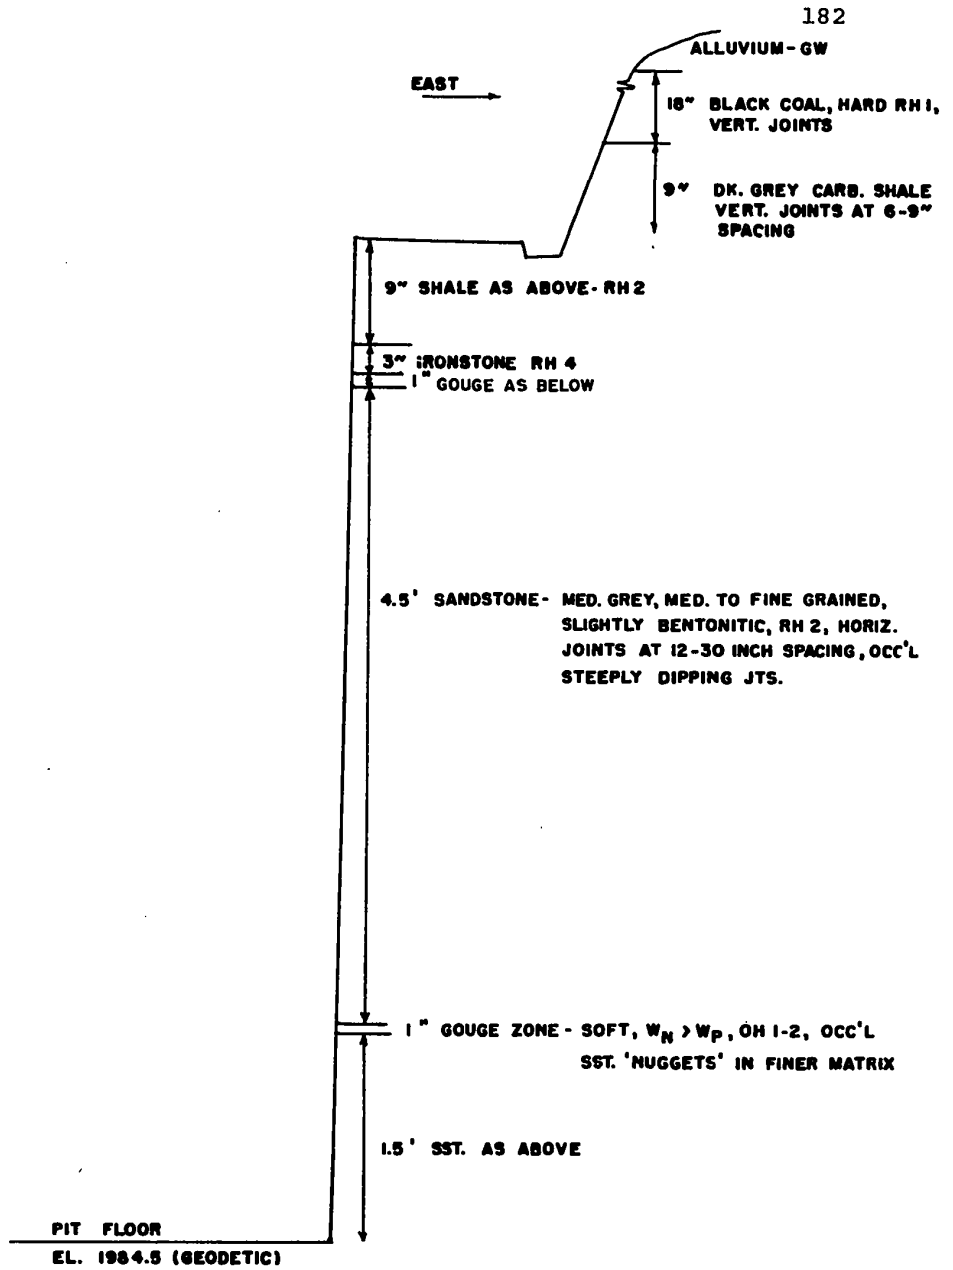 182
ALLUVIUM-GW
EAST
18" BLACK COAL, HARD RH1,
VERT. JOINTS
9" DK. GREY CARB. SHALE
VERT. JOINTS AT 6-9"
SPACING
9" SHALE AS ABOVE-RH2
3" IRONSTONE RH 4
1" GOUGE AS BELOW
4.5' SANDSTONE- MED. GREY, MED. TO FINE GRAINED,
SLIGHTLY BENTONITIC, RH 2, HORIZ.
JOINTS AT 12-30 INCH SPACING, OCC'L
STEEPLY DIPPING JTS.
1" GOUGE ZONE - SOFT, WN > WP, OH 1-2, OCC'L
SST. 'NUGGETS' IN FINER MATRIX
1.5' SST. AS ABOVE
PIT FLOOR
EL. 1984.5 (GEODETIC)